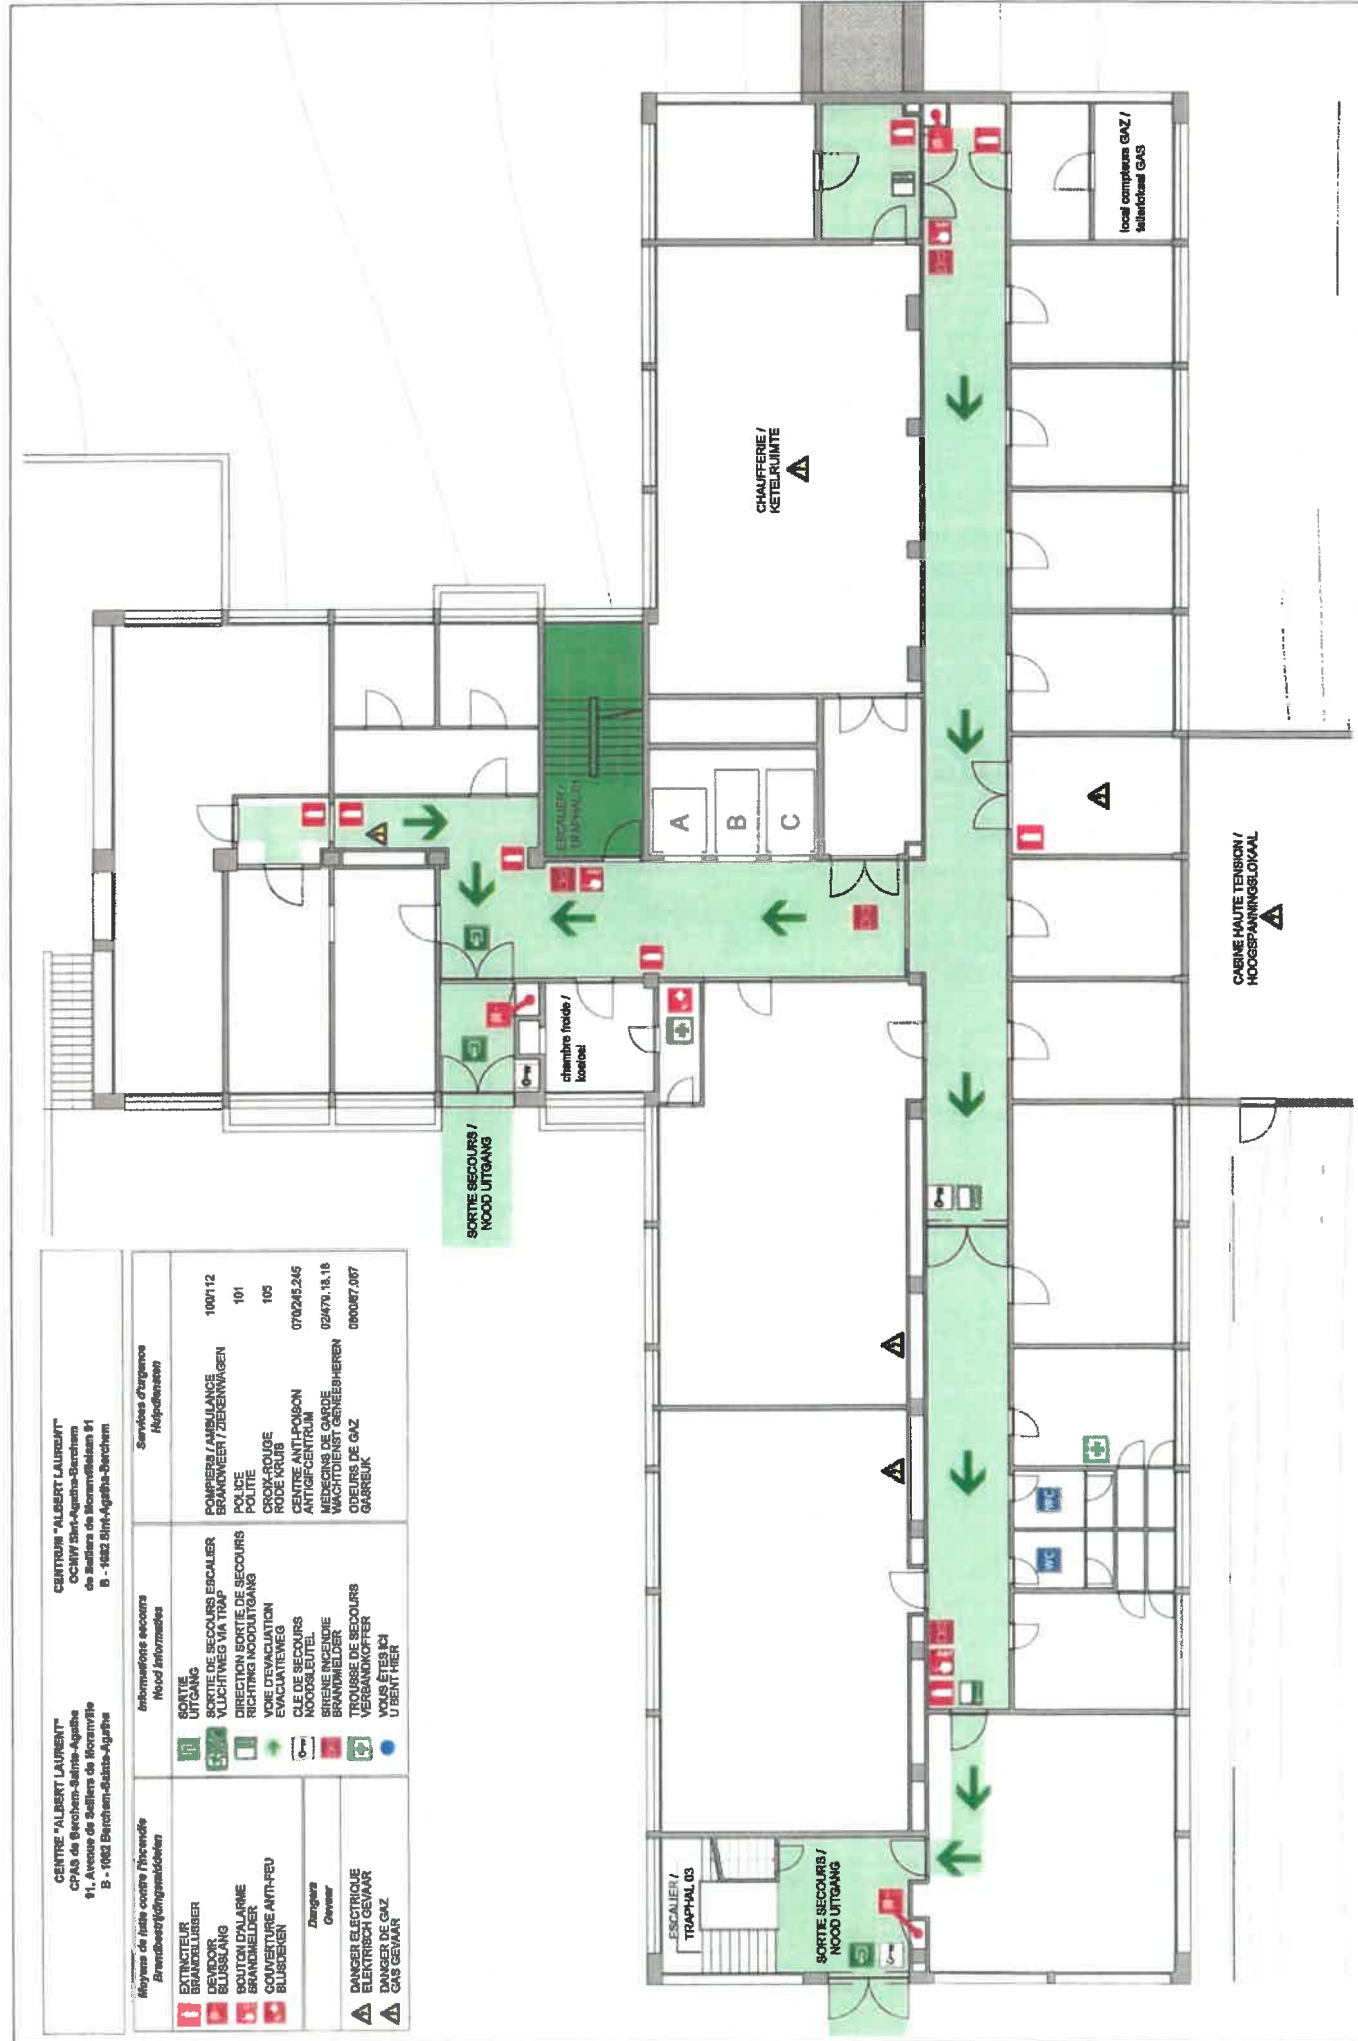 CENTRE "ALBERT LAURENT"
CPAS de Berchem-Sainte-Agathe
91, Avenue de Selliers de Moranville
B - 1082 Berchem-Sainte-Agathe
CENTRUM "ALBERT LAURENT"
OCMW Sint-Agatha-Berchem
de Selliers de Moranvillelaan 91
B - 1082 Sint-Agatha-Berchem
Moyens de lutte contre l'incendie
Brandbestrijdingsmiddelen
EXTINCTEUR
BRANDBLUSSER
DEVIDOIR
BLUSSLANG
BOUTON D'ALARME
BRANDMELDER
COUVERTURE ANTI-FEU
BLUSDEKEN
Dangers
Gevaar
DANGER ELECTRIQUE
ELEKTRISCH GEVAAR
DANGER DE GAZ
GAS GEVAAR
Informations secours
Nood informaties
SORTIE
UITGANG
SORTIE DE SECOURS ESCALIER
VLUCHTWEG VIA TRAP
DIRECTION SORTIE DE SECOURS
RICHTING NOODUITGANG
VOIE D'EVACUATION
EVACUATIEWEG
CLE DE SECOURS
NOODSLEUTEL
SIRENE INCENDIE
BRANDMELDER
TROUSSE DE SECOURS
VERBANDKOFFER
VOUS ÊTES ICI
U BENT HIER
Services d'urgence
Hulpdiensten
POMPIERS / AMBULANCE 100/112
BRANDWEER / ZIEKENWAGEN
POLICE 101
POLITIE
CROIX-ROUGE 105
RODE KRUIS
CENTRE ANTI-POISON 070/245.245
ANTIGIFCENTRUM
MEDECINS DE GARDE 02/479.18.18
WACHTDIENST GENEESHEREN
ODEURS DE GAZ 0800/87.087
GASREUK
SORTIE SECOURS /
NOOD UITGANG
chambre froide /
koelcel
ESCALIER /
TRAPHAL 01
A
B
C
CHAUFFERIE /
KETELRUIMTE
local compteurs GAZ /
tellerlokaal GAS
CABINE HAUTE TENSION /
HOOGSPANNINGSLOKAAL
WC
WC
ESCALIER /
TRAPHAL 03
SORTIE SECOURS /
NOOD UITGANG